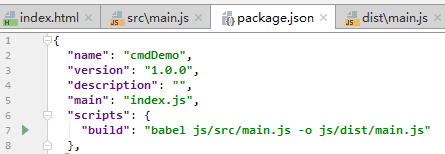 index.html src\main.js package.json dist\main.js
1 {
2 "name": "cmdDemo",
3 "version": "1.0.0",
4 "description": "",
5 "main": "index.js",
6 "scripts": {
7 "build": "babel js/src/main.js -o js/dist/main.js"
8 },